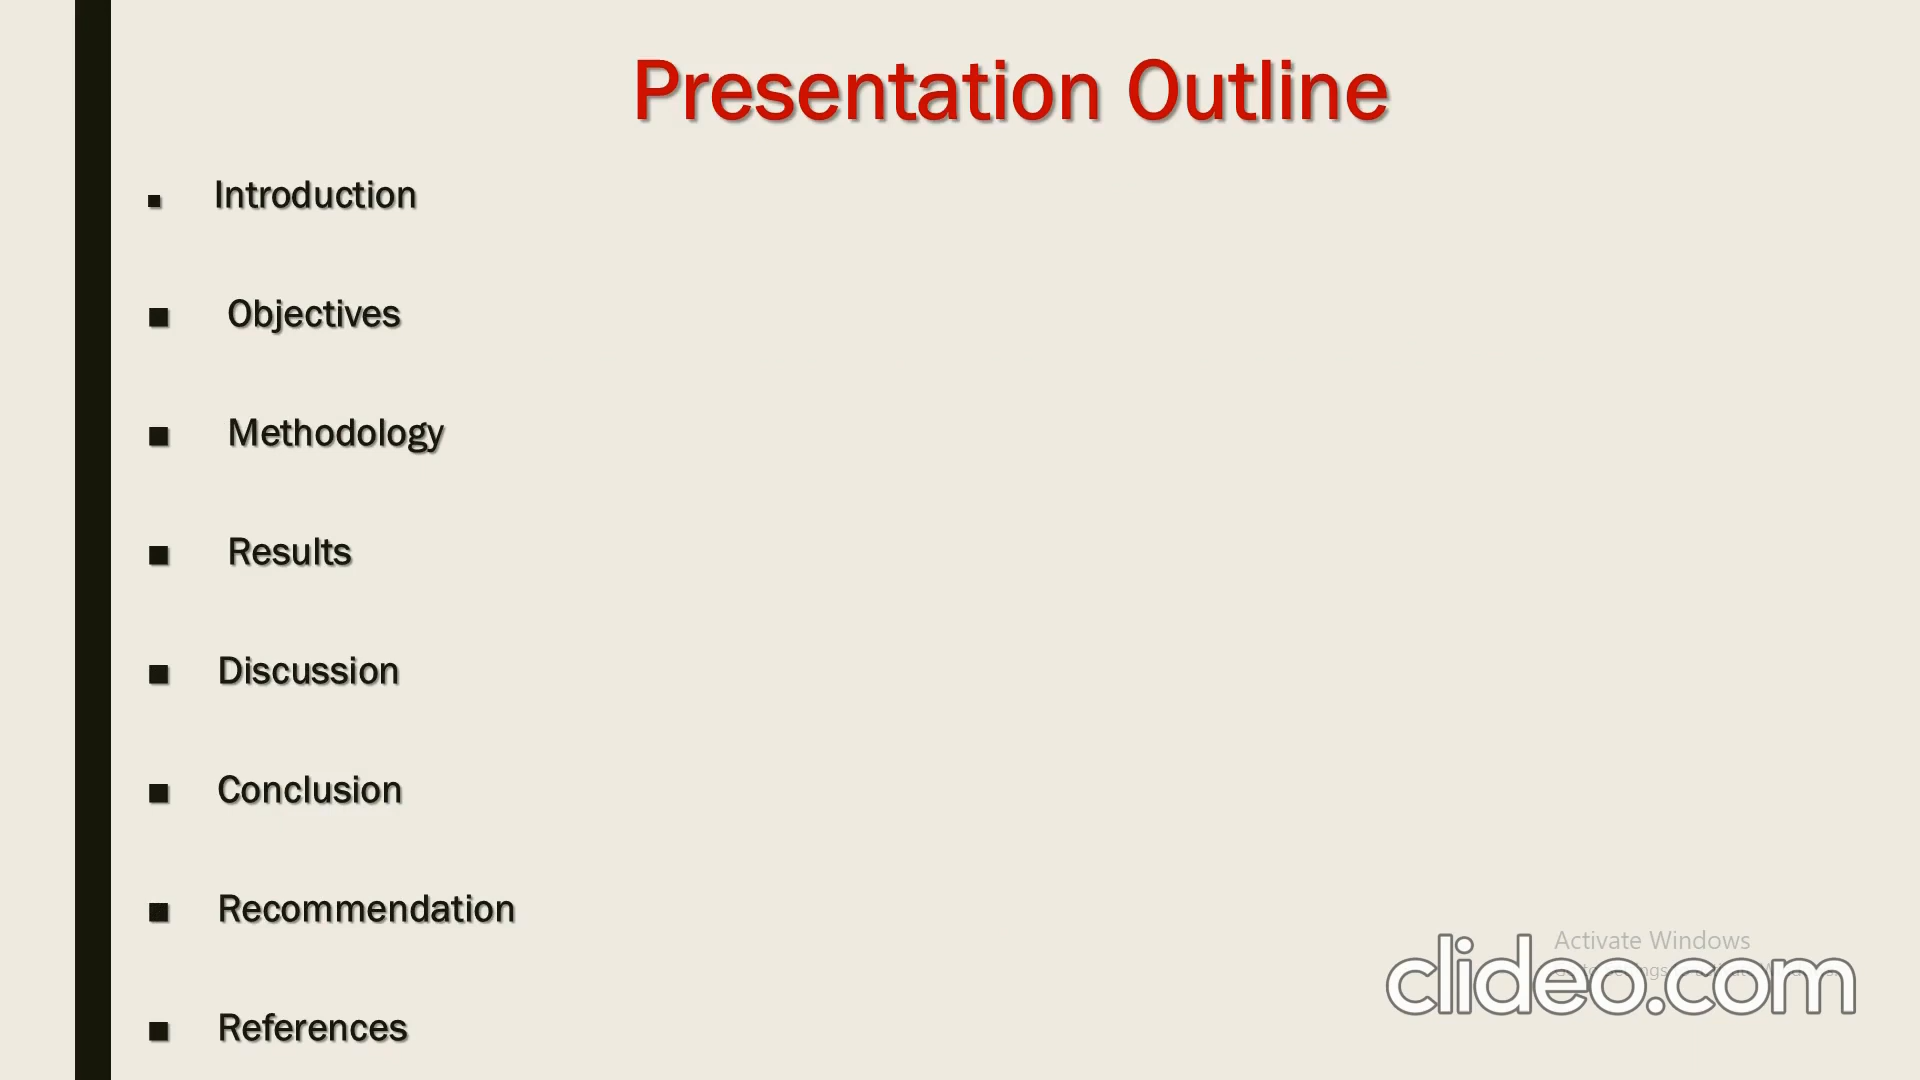 Presentation Outline
▪ Introduction
▪ Objectives
▪ Methodology
▪ Results
▪ Discussion
▪ Conclusion
▪ Recommendation
▪ References
Activate Windows
clideo.com